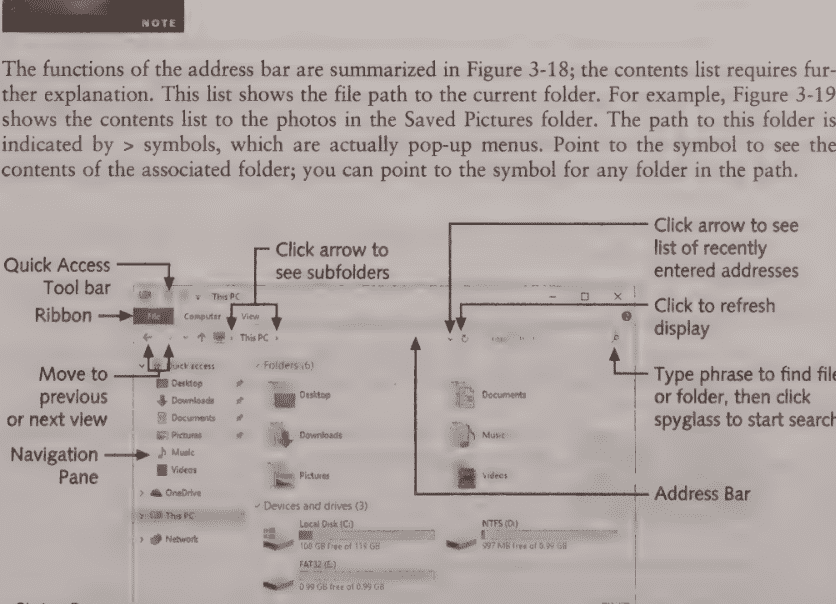 NOTE
The functions of the address bar are summarized in Figure 3-18; the contents list requires fur-
ther explanation. This list shows the file path to the current folder. For example, Figure 3-19
shows the contents list to the photos in the Saved Pictures folder. The path to this folder is
indicated by > symbols, which are actually pop-up menus. Point to the symbol to see the
contents of the associated folder; you can point to the symbol for any folder in the path.
Click arrow to
see subfolders
Click arrow to see
list of recently
entered addresses
Quick Access
Tool bar
Ribbon
Click to refresh
display
Move to
previous
or next view
Type phrase to find file
or folder, then click
spyglass to start search
Navigation
Pane
Address Bar
This PC
File Computer View
This PC
Quick access
Desktop
Downloads
Documents
Pictures
Music
Videos
OneDrive
This PC
Network
Folders (6)
Desktop
Documents
Downloads
Music
Pictures
Videos
Devices and drives (3)
Local Disk (C:)
108 GB free of 118 GB
NTFS (D:)
997 MB free of 0.99 GB
FAT32 (E:)
0.99 GB free of 0.99 GB